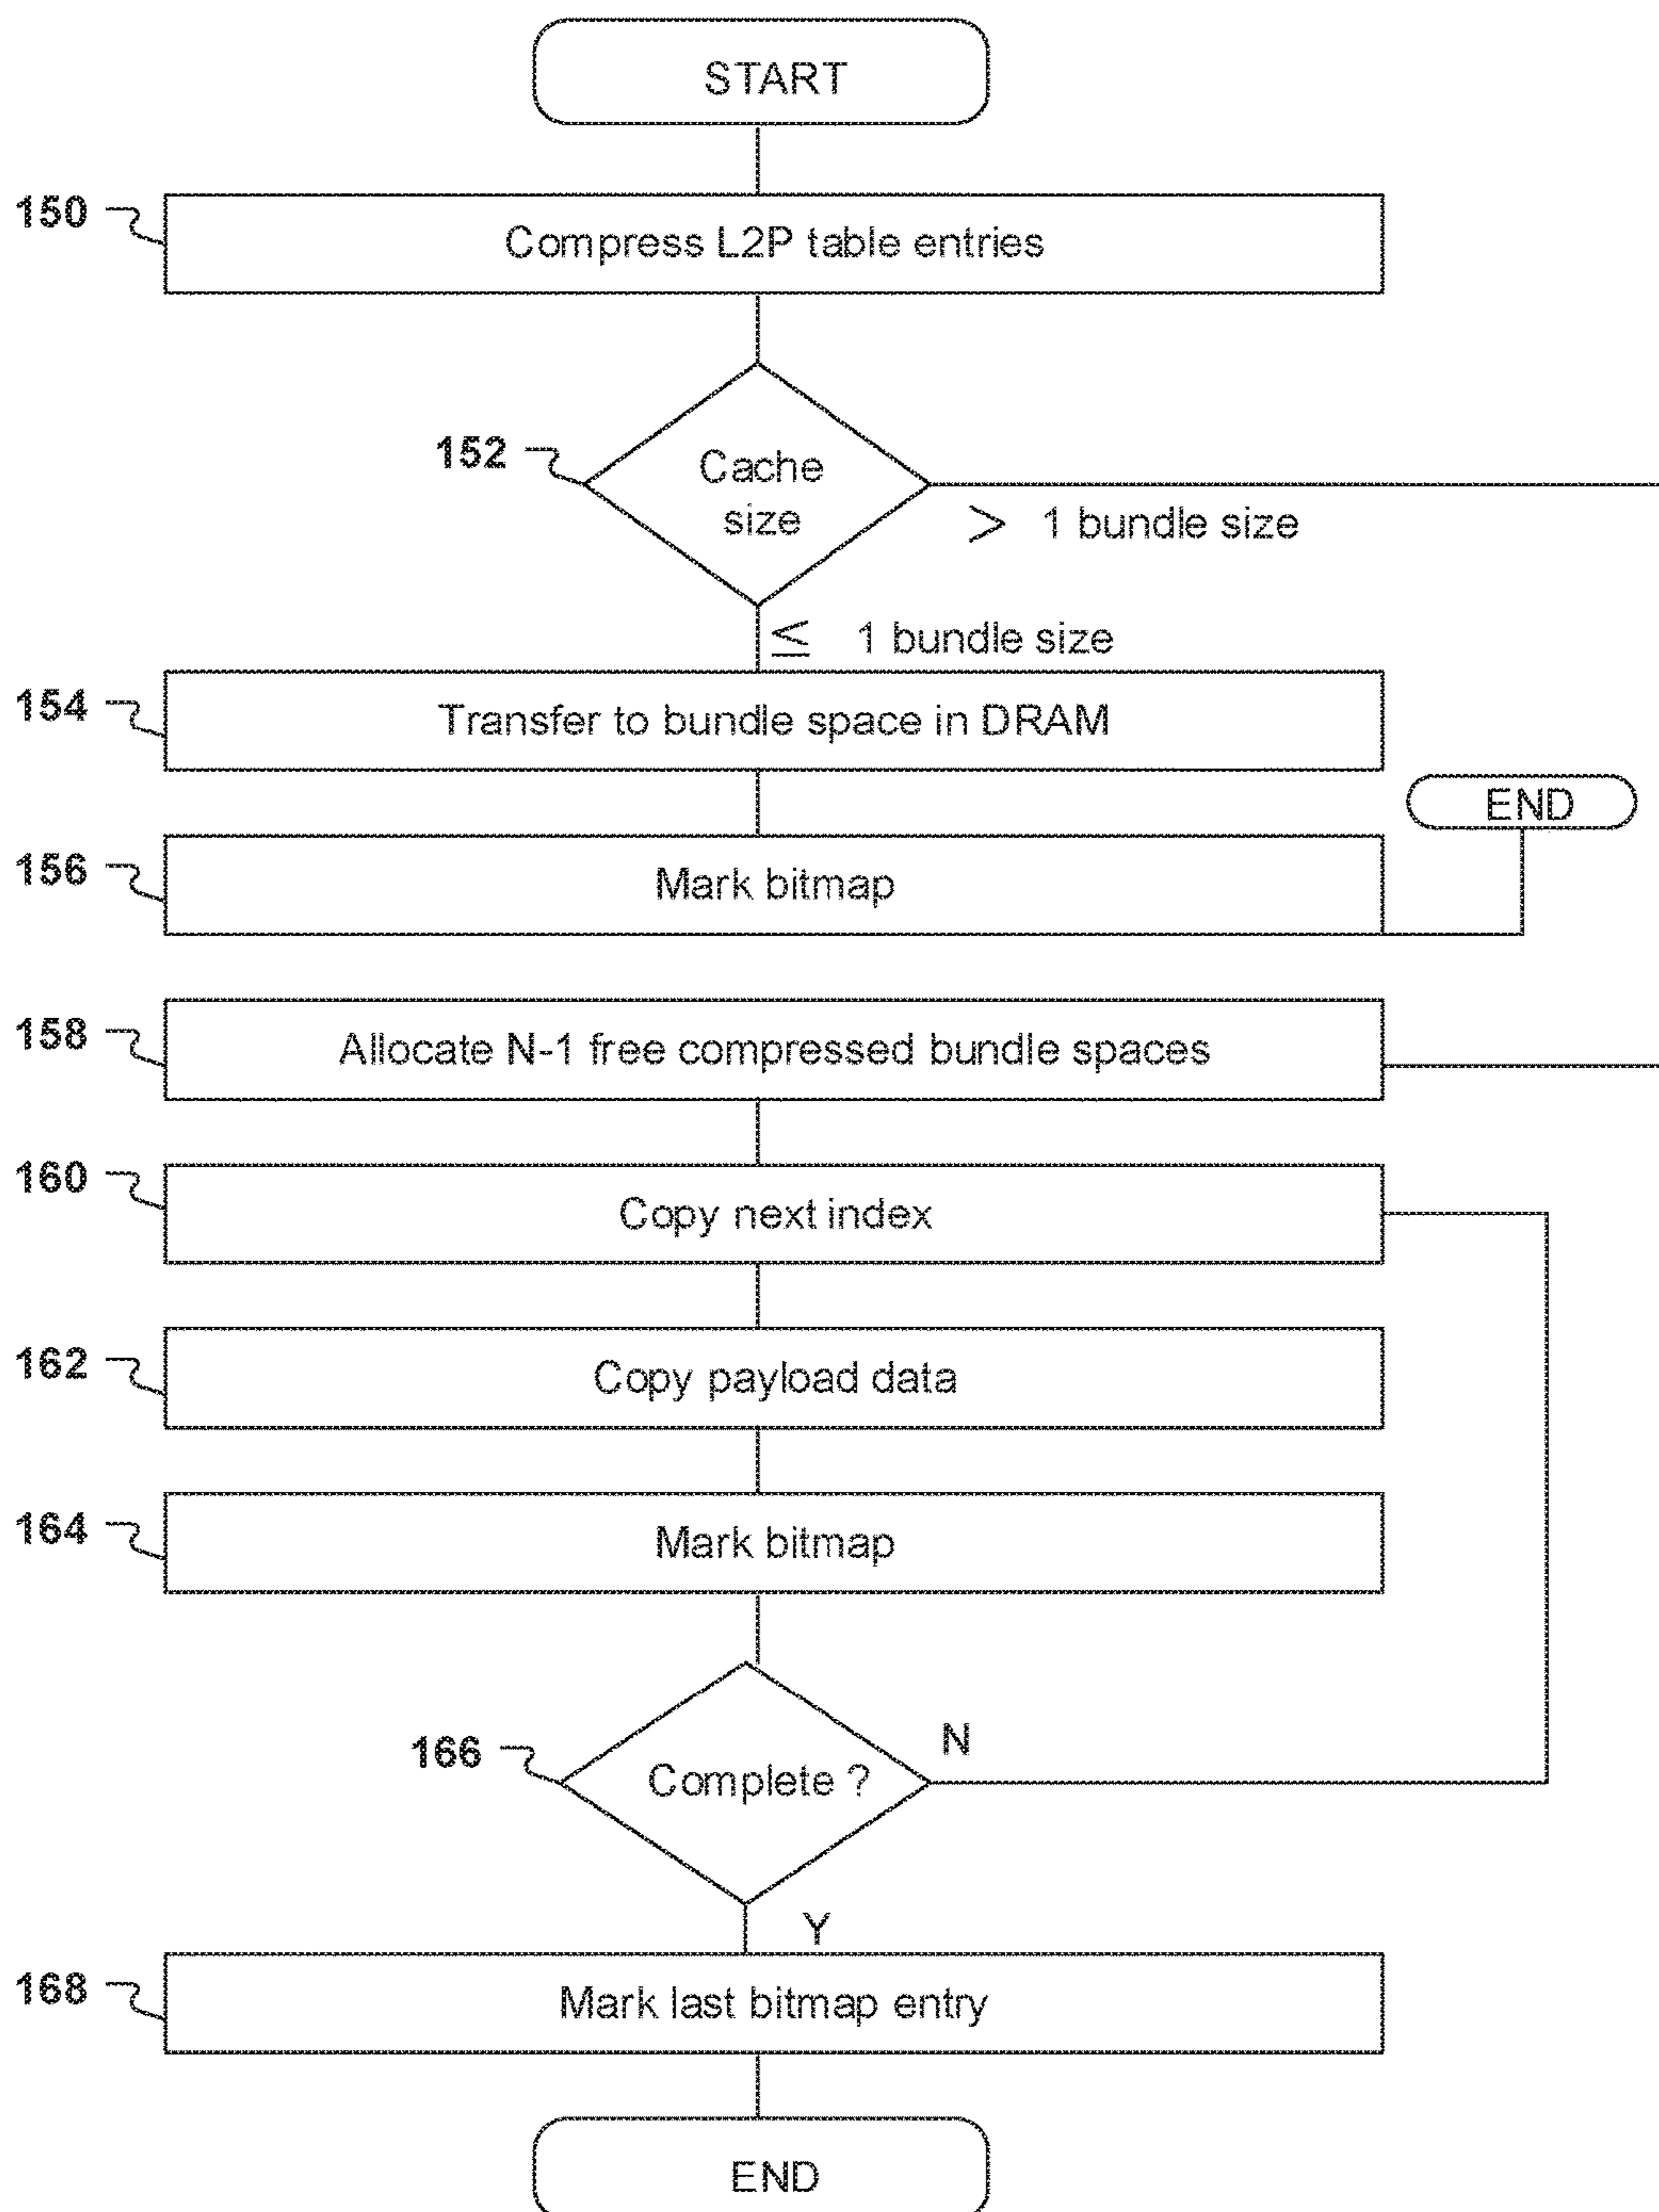 START
150
Compress L2P table entries
152
Cache
size
> 1 bundle size
≤ 1 bundle size
154
Transfer to bundle space in DRAM
END
156
Mark bitmap
158
Allocate N-1 free compressed bundle spaces
160
Copy next index
162
Copy payload data
164
Mark bitmap
166
Complete ?
N
Y
168
Mark last bitmap entry
END